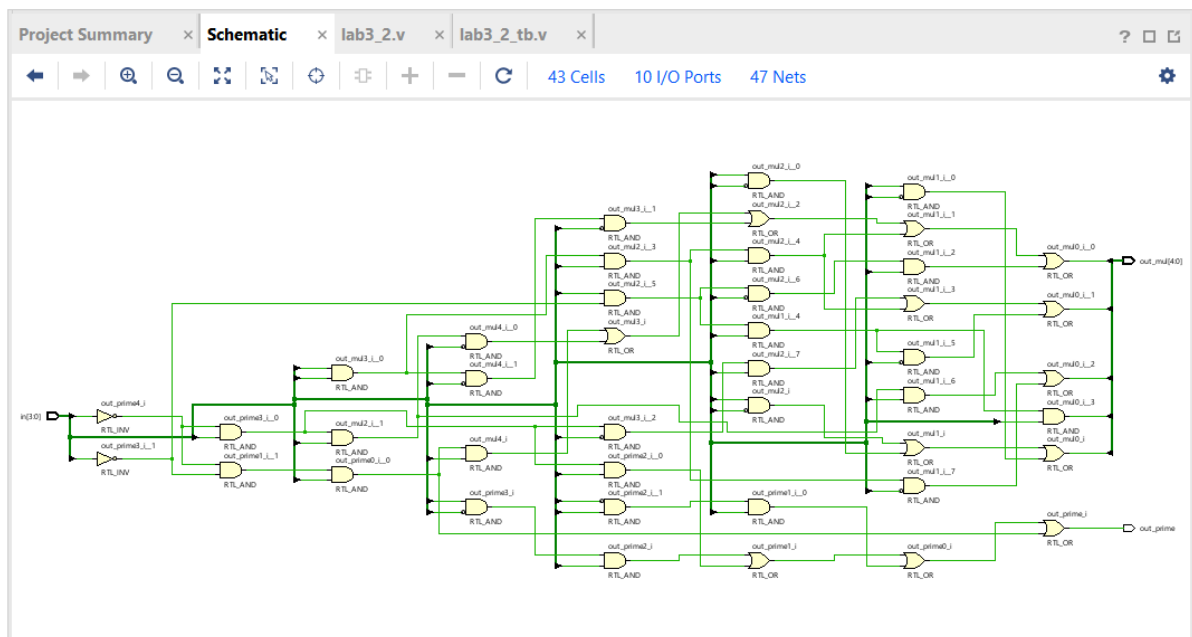 Project Summary × Schematic × lab3_2.v × lab3_2_tb.v ×
?
43 Cells 10 I/O Ports 47 Nets
in[3:0]
out_prime4_i
RTL_INV
out_prime3_i__1
RTL_INV
out_prime3_i__0
RTL_AND
out_prime1_i__1
RTL_AND
out_mul3_i__0
RTL_AND
out_mul2_i__1
RTL_AND
out_prime0_i__0
RTL_AND
out_mul4_i__0
RTL_AND
out_mul4_i__1
RTL_AND
out_mul4_i
RTL_AND
out_prime3_i
RTL_AND
out_mul3_i__1
RTL_AND
out_mul2_i__3
RTL_AND
out_mul2_i__5
RTL_AND
out_mul3_i
RTL_OR
out_mul3_i__2
RTL_AND
out_prime2_i__0
RTL_AND
out_prime2_i__1
RTL_AND
out_prime2_i
RTL_AND
out_mul2_i__0
RTL_AND
out_mul2_i__2
RTL_OR
out_mul2_i__4
RTL_AND
out_mul2_i__6
RTL_AND
out_mul1_i__4
RTL_AND
out_mul2_i__7
RTL_AND
out_mul2_i
RTL_AND
out_prime1_i__0
RTL_AND
out_prime1_i
RTL_OR
out_mul1_i__0
RTL_AND
out_mul1_i__1
RTL_OR
out_mul1_i__2
RTL_AND
out_mul1_i__3
RTL_OR
out_mul1_i__5
RTL_AND
out_mul1_i__6
RTL_AND
out_mul1_i
RTL_OR
out_mul1_i__7
RTL_AND
out_prime0_i
RTL_OR
out_mul0_i__0
RTL_OR
out_mul0_i__1
RTL_OR
out_mul0_i__2
RTL_OR
out_mul0_i__3
RTL_AND
out_mul0_i
RTL_OR
out_prime_i
RTL_OR
out_mul[4:0]
out_prime